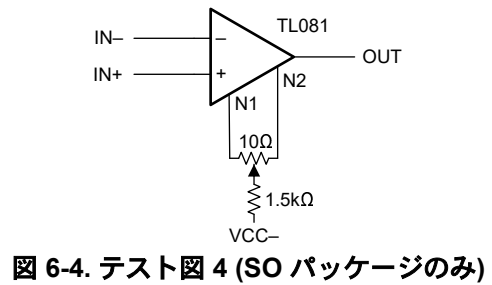 TL081
IN–
–
OUT
IN+
+
N2
N1
10Ω
1.5kΩ
VCC–
図 6-4. テスト図 4 (SO パッケージのみ)